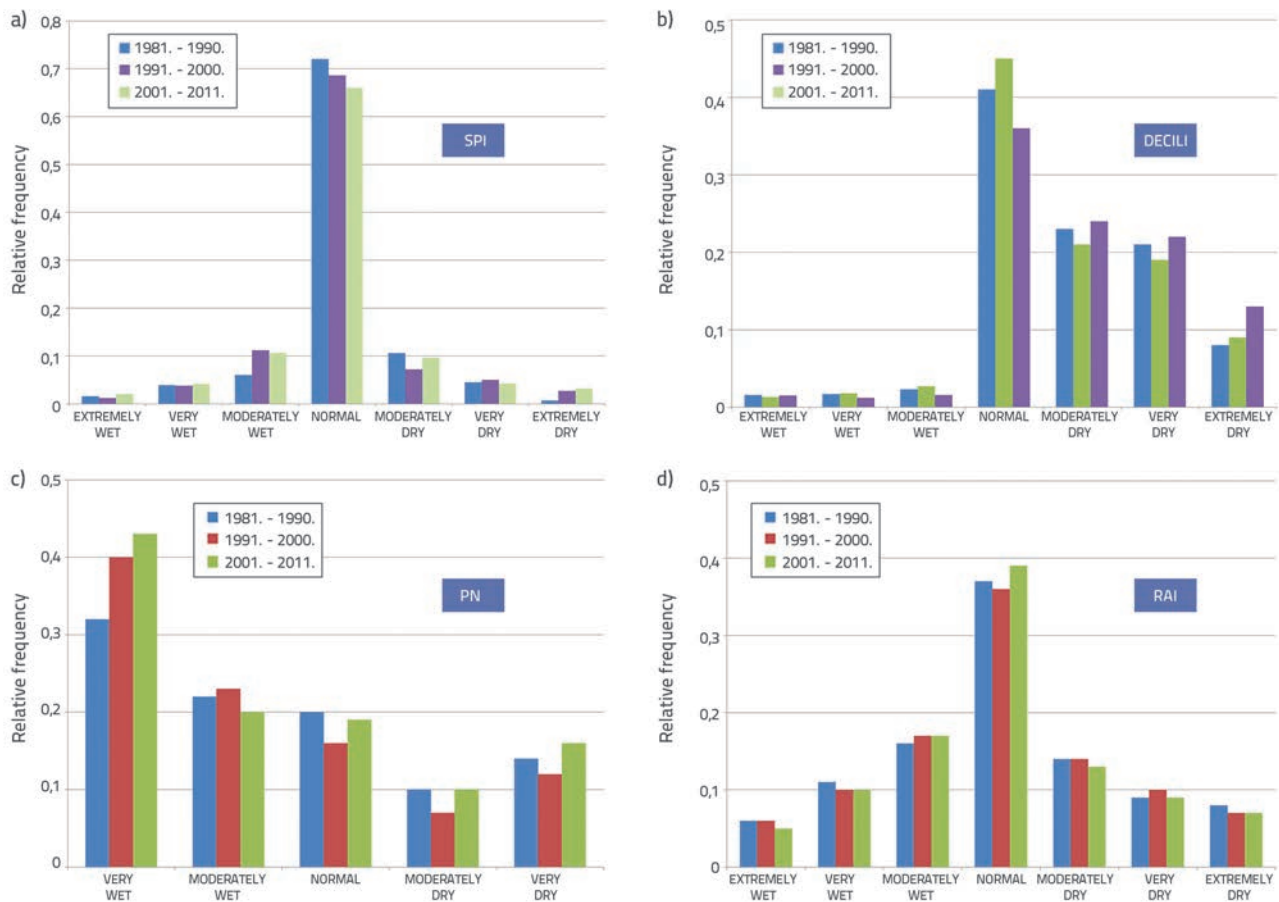 a)
Relative frequency
0,8
0,7
0,6
0,5
0,4
0,3
0,2
0,1
0
1981. - 1990.
1991. - 2000.
2001. - 2011.
SPI
EXTREMELY
WET
VERY
WET
MODERATELY
WET
NORMAL
MODERATELY
DRY
VERY
DRY
EXTREMELY
DRY
b)
Relative frequency
0,5
0,4
0,3
0,2
0,1
0
1981. - 1990.
1991. - 2000.
2001. - 2011.
DECILI
EXTREMELY
WET
VERY
WET
MODERATELY
WET
NORMAL
MODERATELY
DRY
VERY
DRY
EXTREMELY
DRY
c)
Relative frequency
0,5
0,4
0,3
0,2
0,1
0
1981. - 1990.
1991. - 2000.
2001. - 2011.
PN
VERY
WET
MODERATELY
WET
NORMAL
MODERATELY
DRY
VERY
DRY
d)
Relative frequency
0,5
0,4
0,3
0,2
0,1
0
1981. - 1990.
1991. - 2000.
2001. - 2011.
RAI
EXTREMELY
WET
VERY
WET
MODERATELY
WET
NORMAL
MODERATELY
DRY
VERY
DRY
EXTREMELY
DRY